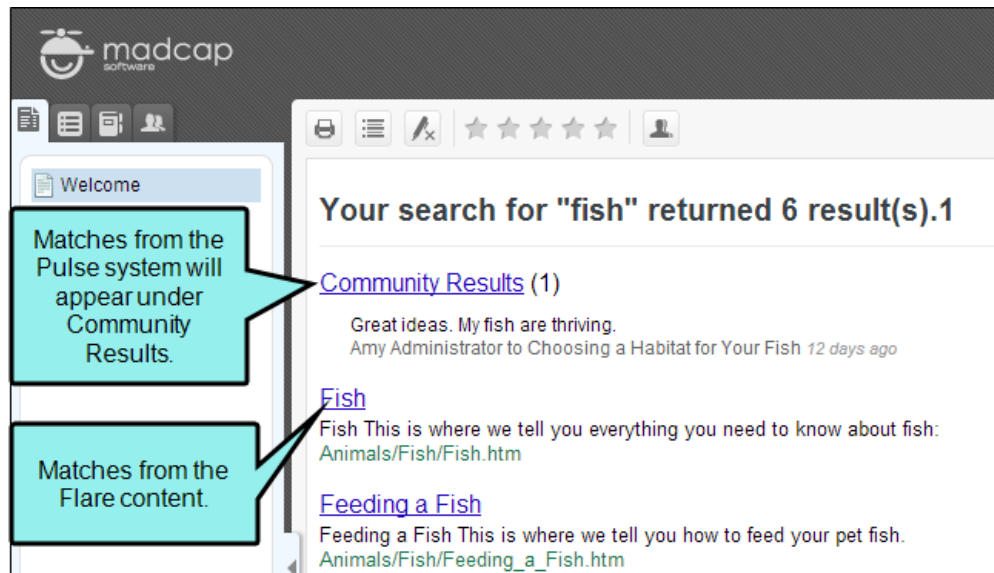 madcap
software
Welcome
Matches from the
Pulse system will
appear under
Community
Results.
Matches from the
Flare content.
Your search for "fish" returned 6 result(s).1
Community Results (1)
Great ideas. My fish are thriving.
Amy Administrator to Choosing a Habitat for Your Fish 12 days ago
Fish
Fish This is where we tell you everything you need to know about fish:
Animals/Fish/Fish.htm
Feeding a Fish
Feeding a Fish This is where we tell you how to feed your pet fish.
Animals/Fish/Feeding_a_Fish.htm